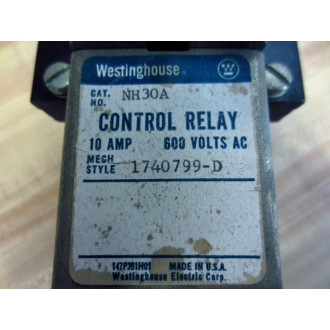 Westinghouse
CAT. NO. NH30A
CONTROL RELAY
10 AMP 600 VOLTS AC
MECH STYLE 1740799-D
147P391H01 MADE IN U.S.A.
Westinghouse Electric Corp.